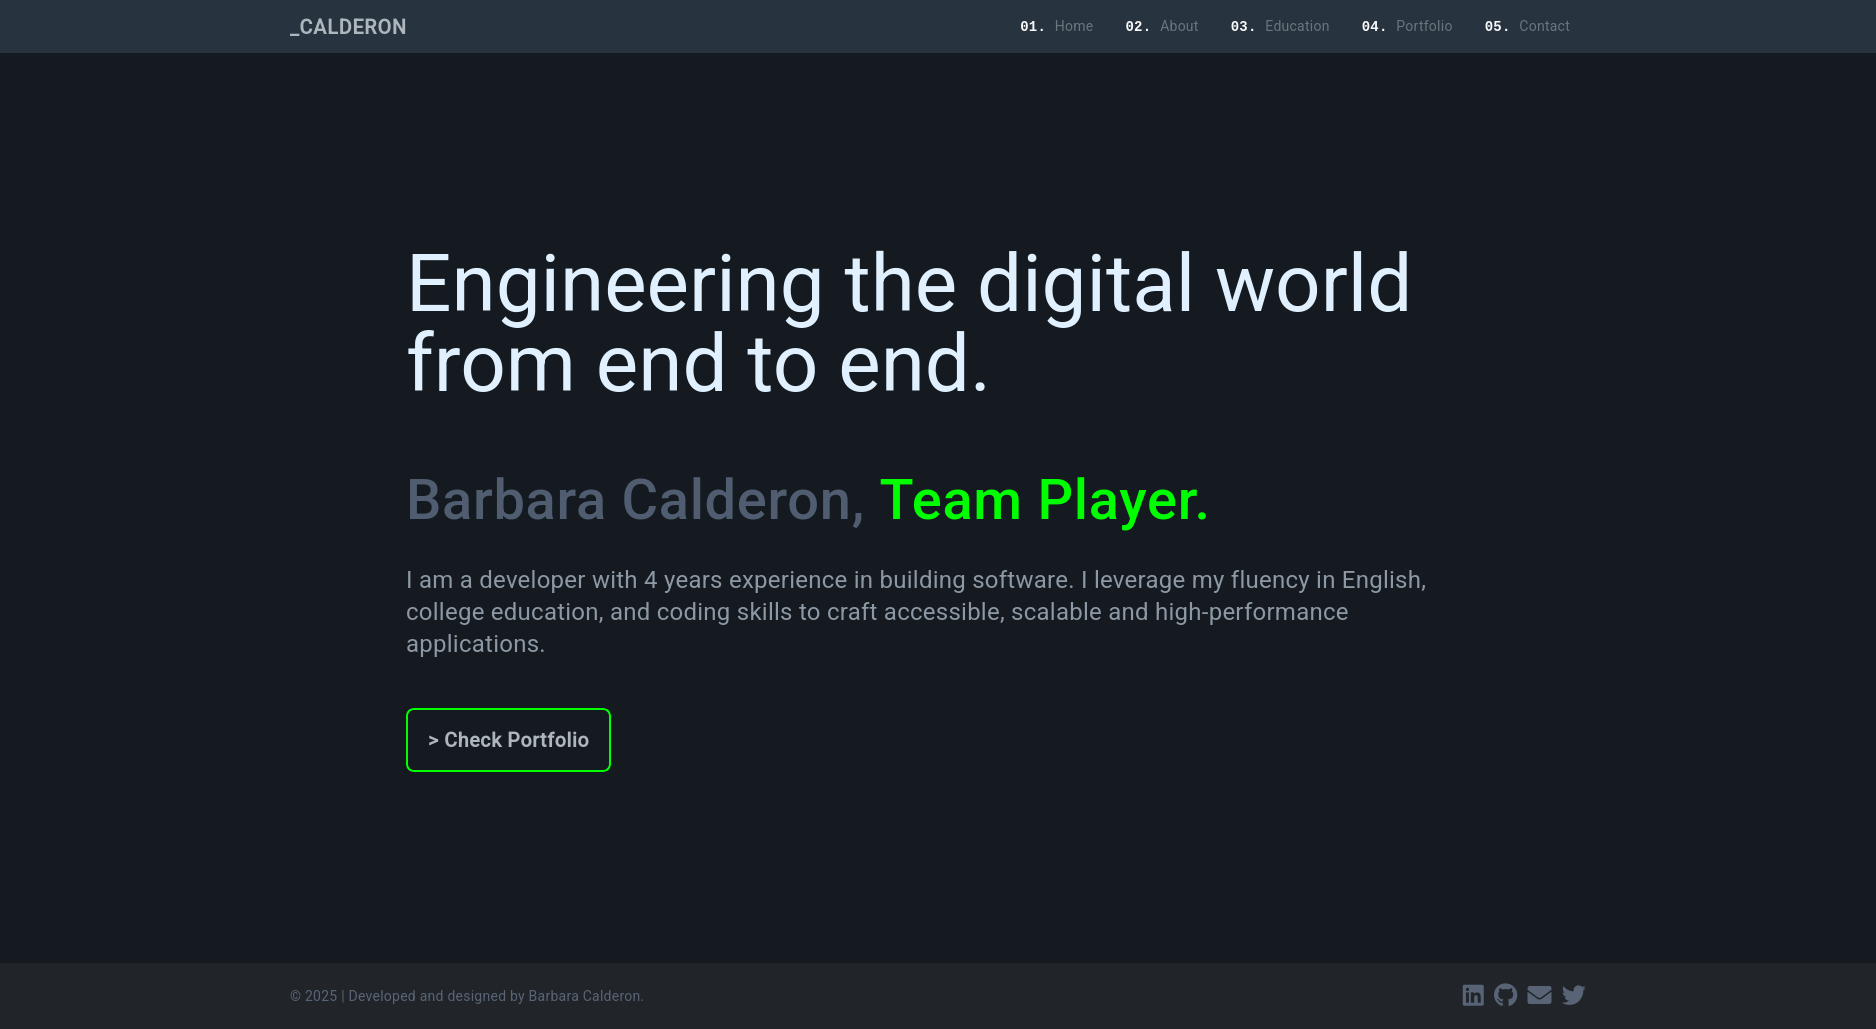 _CALDERON
01. Home 02. About 03. Education 04. Portfolio 05. Contact
Engineering the digital world
from end to end.
Barbara Calderon, Team Player.
I am a developer with 4 years experience in building software. I leverage my fluency in English,
college education, and coding skills to craft accessible, scalable and high-performance
applications.
> Check Portfolio
© 2025 | Developed and designed by Barbara Calderon.